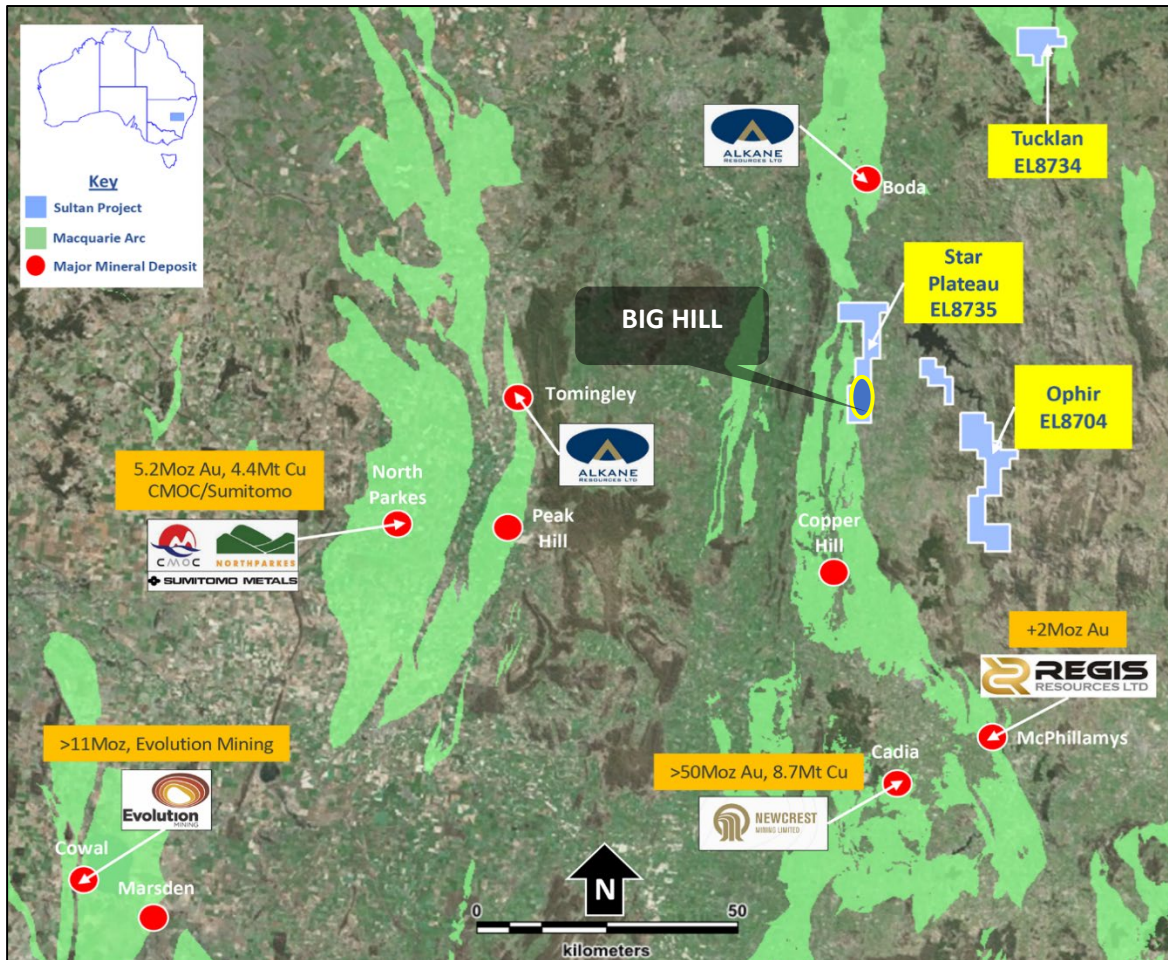 Key
Sultan Project
Macquarie Arc
Major Mineral Deposit
ALKANE
RESOURCES LTD
Boda
Tucklan
EL8734
Star
Plateau
EL8735
BIG HILL
Ophir
EL8704
Tomingley
ALKANE
RESOURCES LTD
5.2Moz Au, 4.4Mt Cu
CMOC/Sumitomo
North
Parkes
CMOC
NORTHPARKES
SUMITOMO METALS
Peak
Hill
Copper
Hill
+2Moz Au
REGIS
RESOURCES LTD
McPhillamys
>11Moz, Evolution Mining
Evolution
MINING
Cowal
Marsden
>50Moz Au, 8.7Mt Cu
Cadia
NEWCREST
MINING LIMITED
N
0 50
kilometers